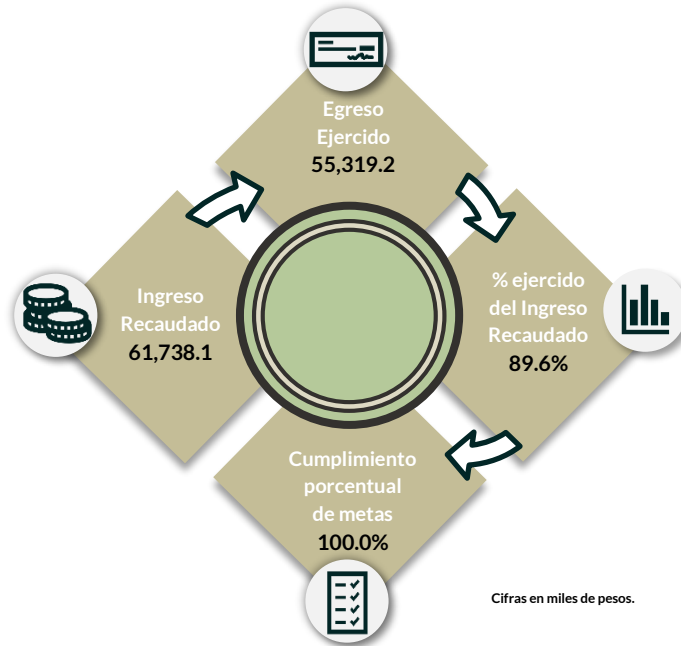 Egreso
Ejercido
55,319.2
Ingreso
Recaudado
61,738.1
% ejercido
del Ingreso
Recaudado
89.6%
Cumplimiento
porcentual
de metas
100.0%
Cifras en miles de pesos.